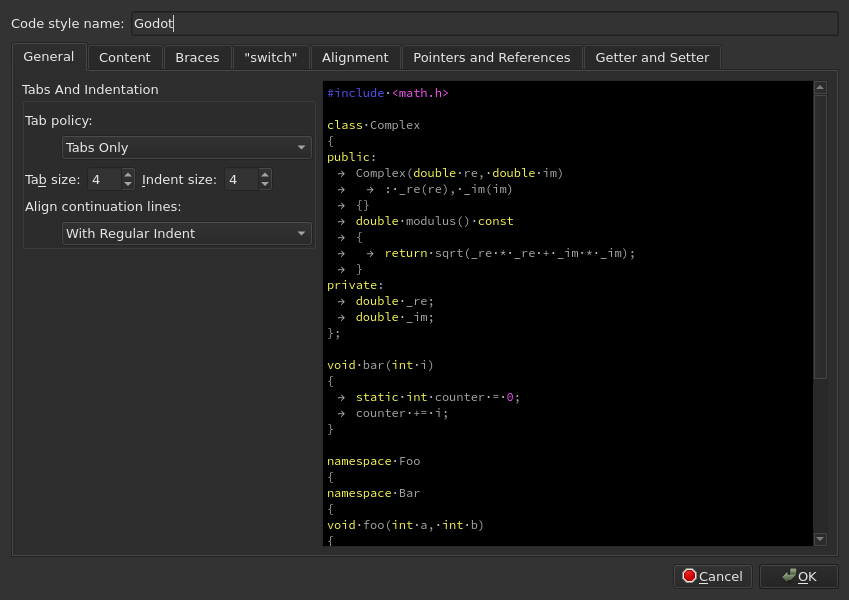 Code style name: Godot
General Content Braces "switch" Alignment Pointers and References Getter and Setter
Tabs And Indentation
Tab policy:
Tabs Only
Tab size: 4 Indent size: 4
Align continuation lines:
With Regular Indent
#include·<math.h>
class·Complex
{
public:
→ Complex(double·re,·double·im)
→ → :·_re(re),·_im(im)
→ {}
→ double·modulus()·const
→ {
→ → return·sqrt(_re·*·_re·+·_im·*·_im);
→ }
private:
→ double·_re;
→ double·_im;
};
void·bar(int·i)
{
→ static·int·counter·=·0;
→ counter·+=·i;
}
namespace·Foo
{
namespace·Bar
{
void·foo(int·a,·int·b)
{
Cancel OK